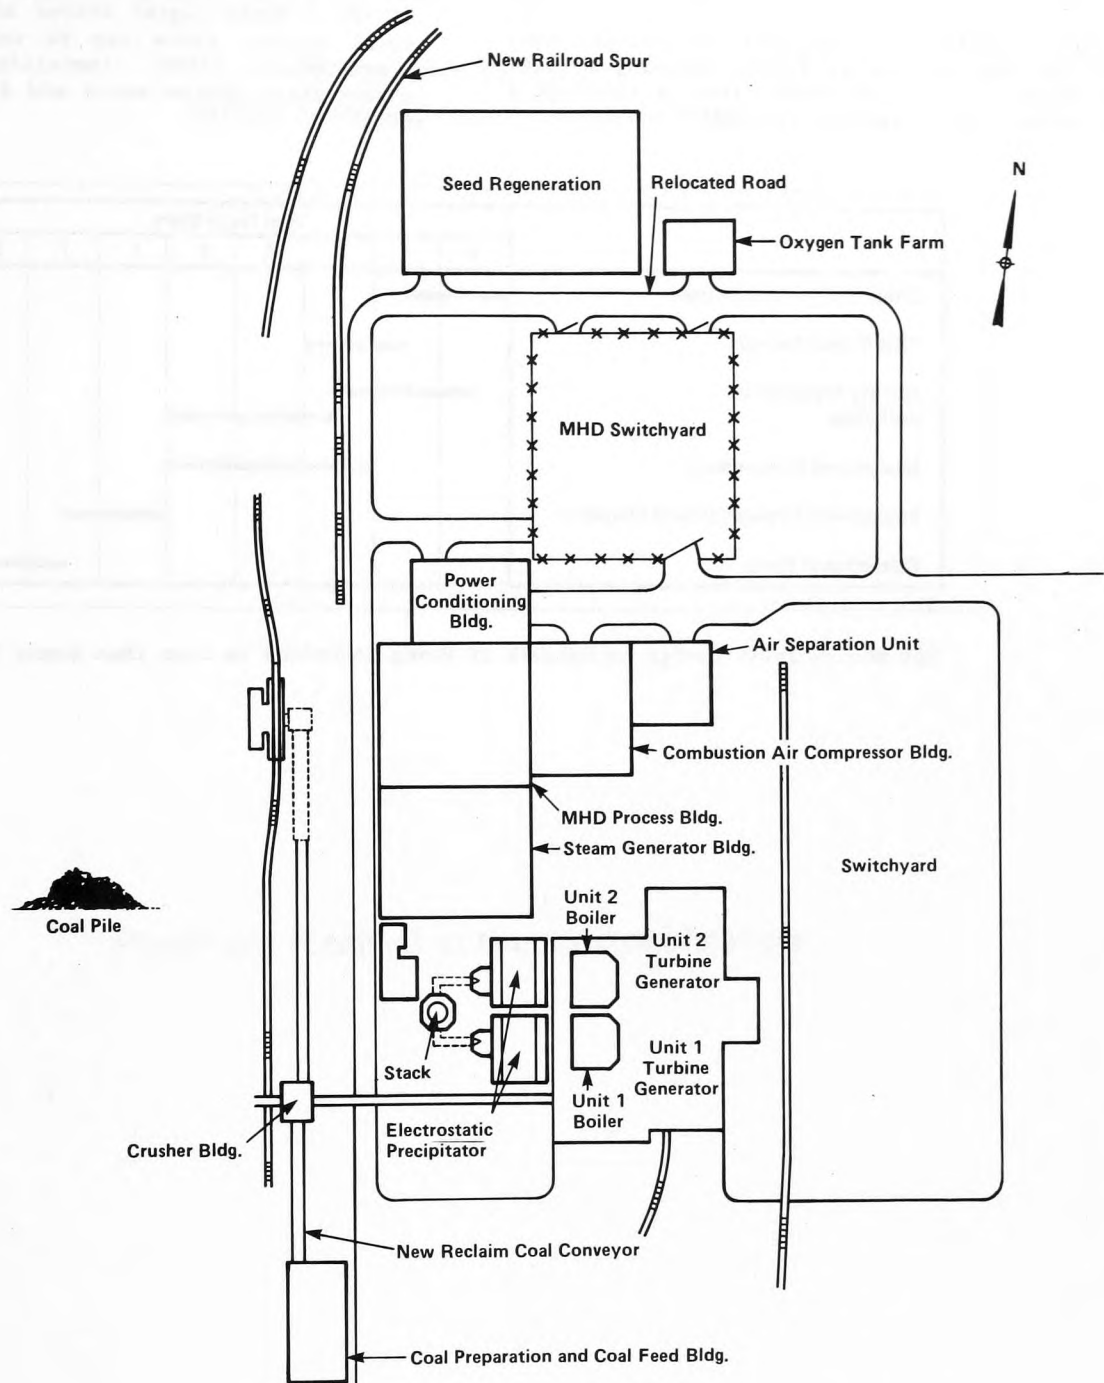 New Railroad Spur
Seed Regeneration
Relocated Road
N
Oxygen Tank Farm
MHD Switchyard
Power
Conditioning
Bldg.
Air Separation Unit
Combustion Air Compressor Bldg.
MHD Process Bldg.
Steam Generator Bldg.
Switchyard
Coal Pile
Unit 2
Boiler
Unit 2
Turbine
Generator
Unit 1
Turbine
Generator
Stack
Unit 1
Boiler
Electrostatic
Precipitator
Crusher Bldg.
New Reclaim Coal Conveyor
Coal Preparation and Coal Feed Bldg.